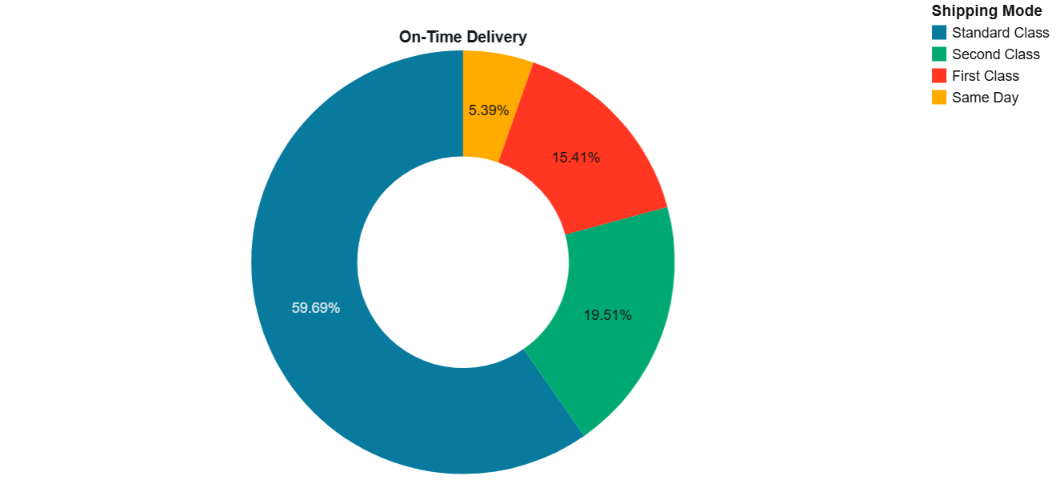 On-Time Delivery
Shipping Mode
Standard Class
Second Class
First Class
Same Day
5.39%
15.41%
19.51%
59.69%